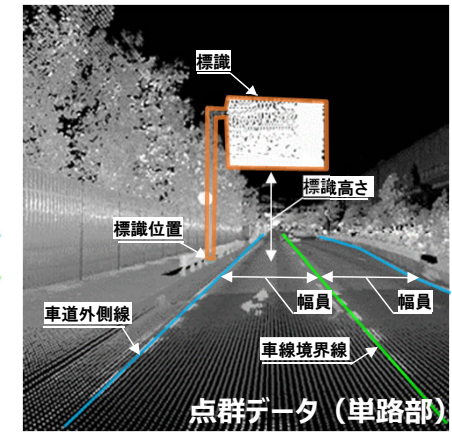 標識
標識高さ
標識位置
幅員
幅員
車道外側線
車線境界線
点群データ（単路部）